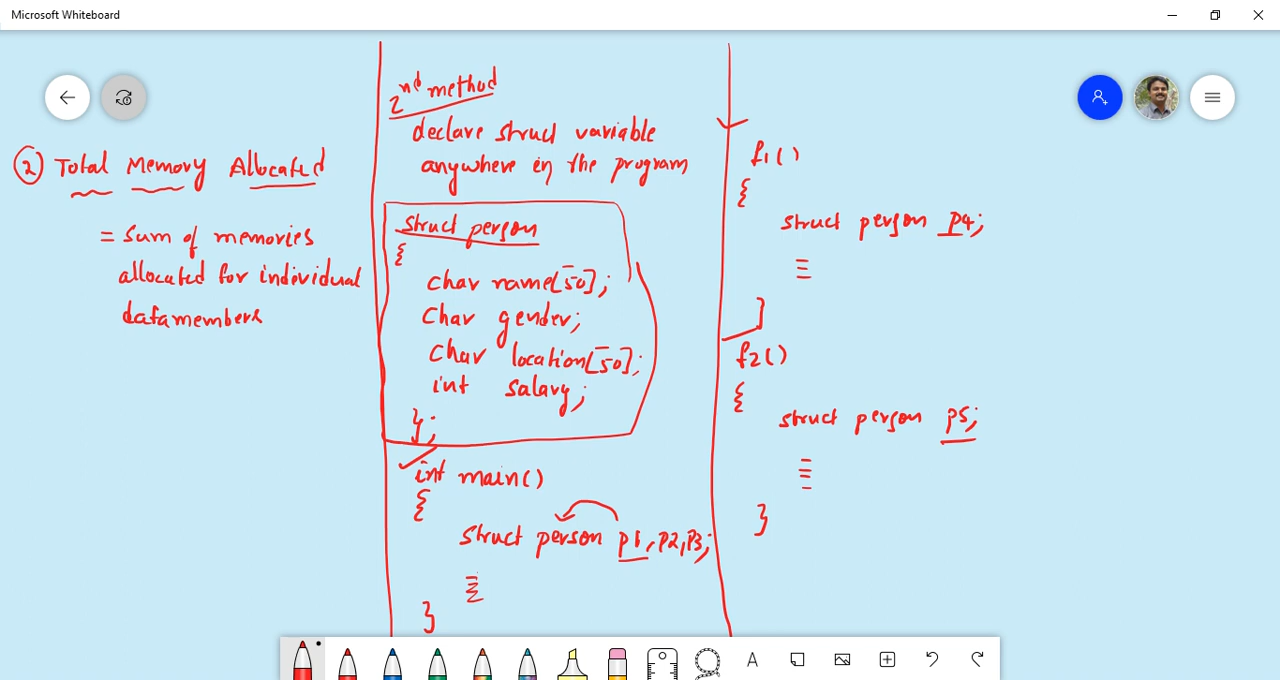 Microsoft Whiteboard
② Total Memory Allocated
= Sum of memories
allocated for individual
datamembers
2nd method
declare struct variable
anywhere in the program
struct person
{
char name[50];
char gender;
char location[50];
int salary;
};
int main()
{
struct person p1,p2,p3;
}
f1()
{
struct person p4;
}
f2()
{
struct person p5;
}
A